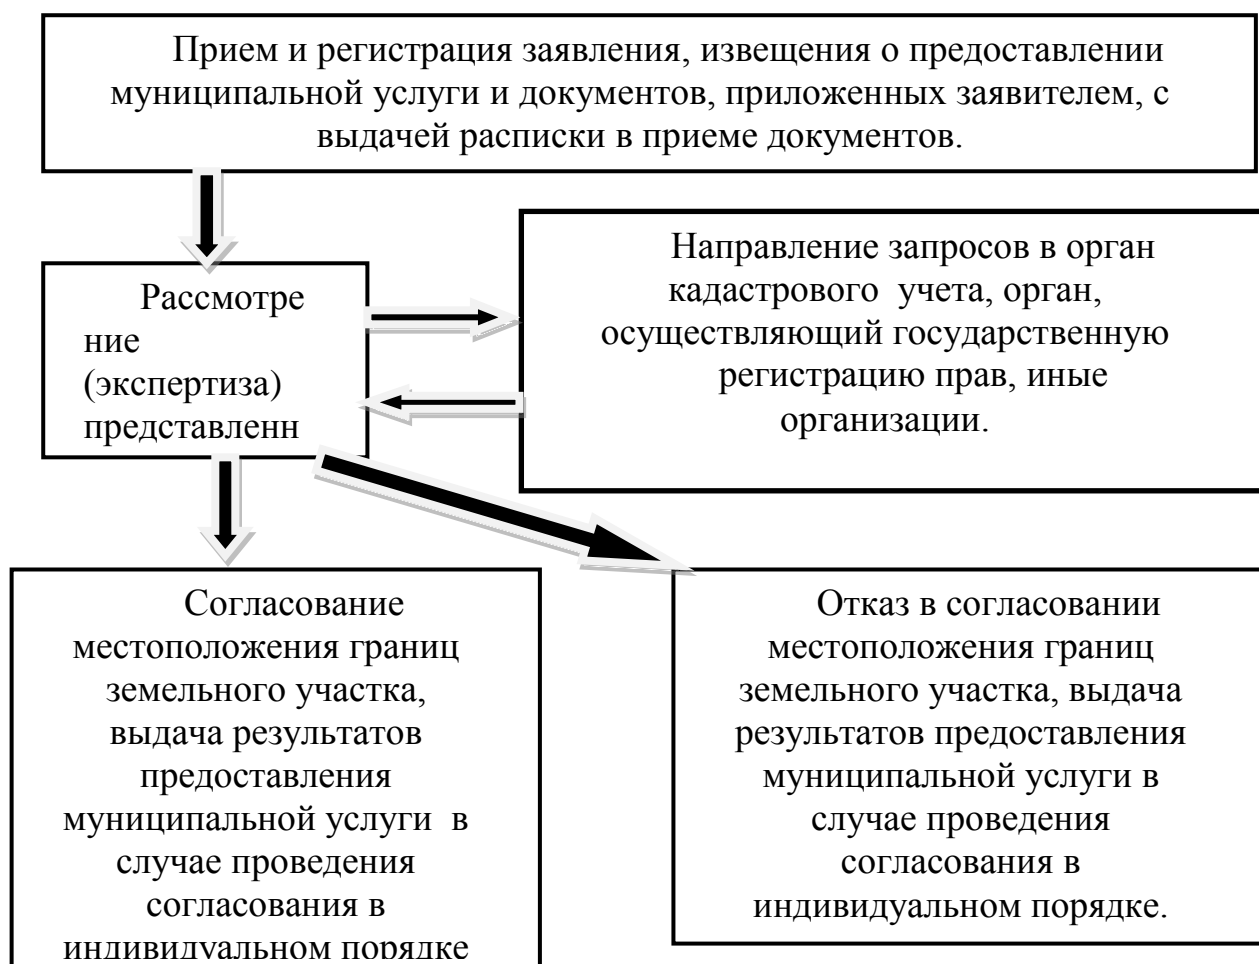 Прием и регистрация заявления, извещения о предоставлении
муниципальной услуги и документов, приложенных заявителем, с
выдачей расписки в приеме документов.
Рассмотре
ние
(экспертиза)
представленн
Направление запросов в орган
кадастрового учета, орган,
осуществляющий государственную
регистрацию прав, иные
организации.
Согласование
местоположения границ
земельного участка,
выдача результатов
предоставления
муниципальной услуги в
случае проведения
согласования в
индивидуальном порядке
Отказ в согласовании
местоположения границ
земельного участка, выдача
результатов предоставления
муниципальной услуги в
случае проведения
согласования в
индивидуальном порядке.